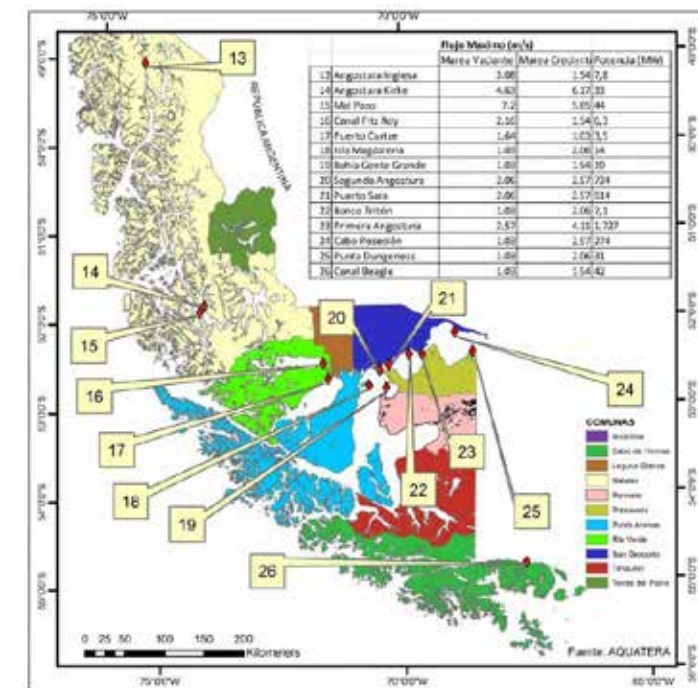 75°0'0"W
70°0'0"W
Flujo Maximo (m/s)
Marea Vaciante Marea Creciente Potencia (MW)
13 Angostura Inglesa 3.08 1.54 7,8
14 Angostura Kirke 4.63 6.17 33
15 Mal Paso 7.2 44
16 Canal Fitz Roy 2.16 1.54 6,3
17 Puerto Curtze 1.64 1.03 3,5
18 Isla Magdalena 1.03 2.06 14
19 Bahía Gente Grande 1.03 1.54 30
20 Segunda Angostura 2.06 2.57 724
21 Puerto Sara 2.06 2.57 514
22 Banco Tritón 1.03 2.06 7,1
23 Primera Angostura 2.57 4.11 1,727
24 Cabo Posesión 1.03 2.57 274
25 Punta Dungeness 1.03 2.06 31
26 Canal Beagle 1.03 1.54 42
REPUBLICA ARGENTINA
13
14
15
16
17
18
19
20
21
22
23
24
25
26
COMUNAS
Antártica
Cabo de Hornos
Laguna Blanca
Natales
Porvenir
Primavera
Punta Arenas
Río Verde
San Gregorio
Timaukel
Torres del Paine
0 25 50 100 150 200
Kilometers
Fuente: AQUATERA
75°0'0"W
70°0'0"W
65°0'0"W